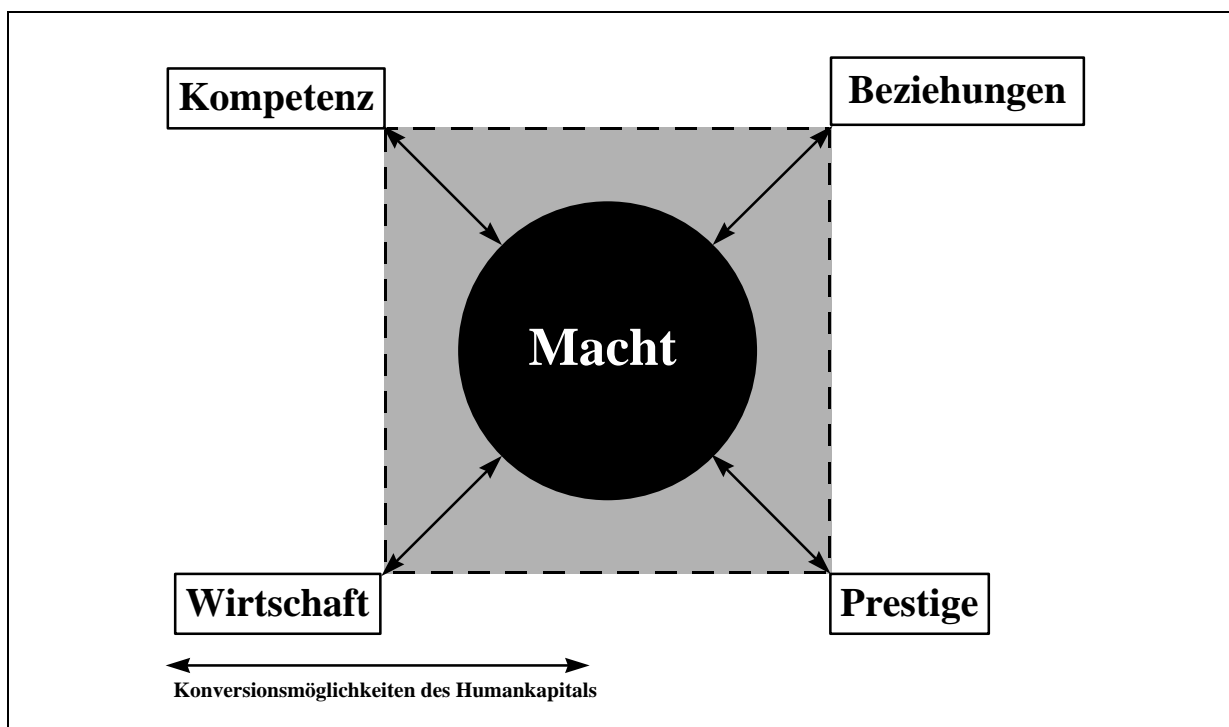 Kompetenz
Beziehungen
Macht
Wirtschaft
Prestige
Konversionsmöglichkeiten des Humankapitals